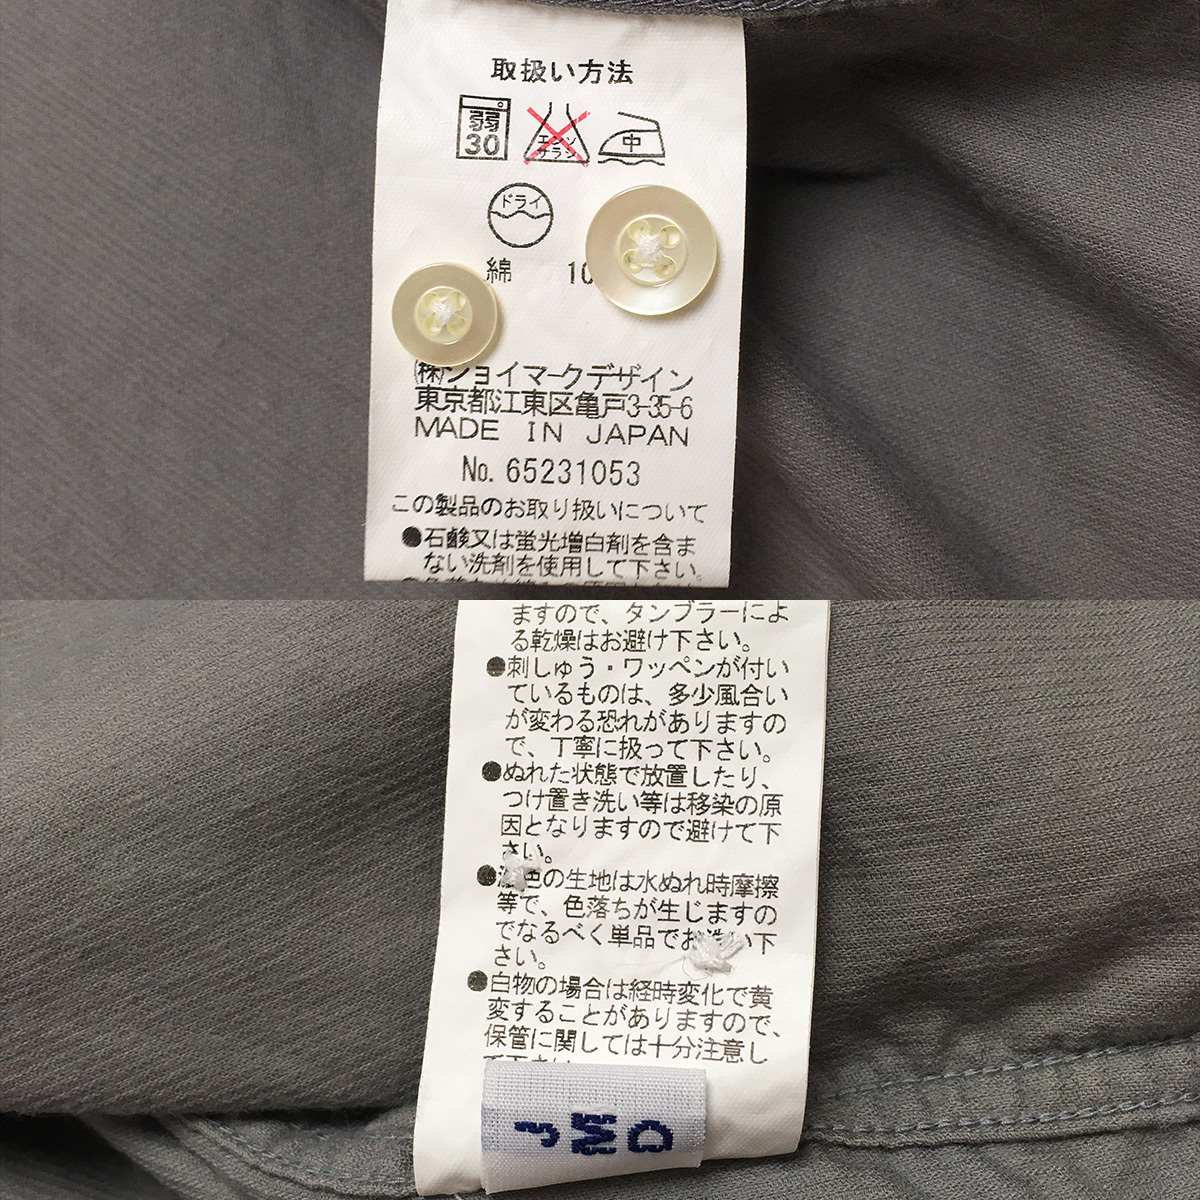 取扱い方法
弱
30
エンソ
サラシ
中
ドライ
綿 10
㈱ジョイマークデザイン
東京都江東区亀戸3-35-6
MADE IN JAPAN
No. 65231053
この製品のお取り扱いについて
●石鹸又は蛍光増白剤を含ま
ない洗剤を使用して下さい。
ますので、タンブラーによ
る乾燥はお避け下さい。
●刺しゅう・ワッペンが付い
ているものは、多少風合い
が変わる恐れがありますの
で、丁寧に扱って下さい。
●ぬれた状態で放置したり、
つけ置き洗い等は移染の原
因となりますので避けて下
さい。
色の生地は水ぬれ時摩擦
等で、色落ちが生じますの
でなるべく単品でお洗い下
さい。
●白物の場合は経時変化で黄
変することがありますので、
保管に関しては十分注意し
て下さい。
JMD